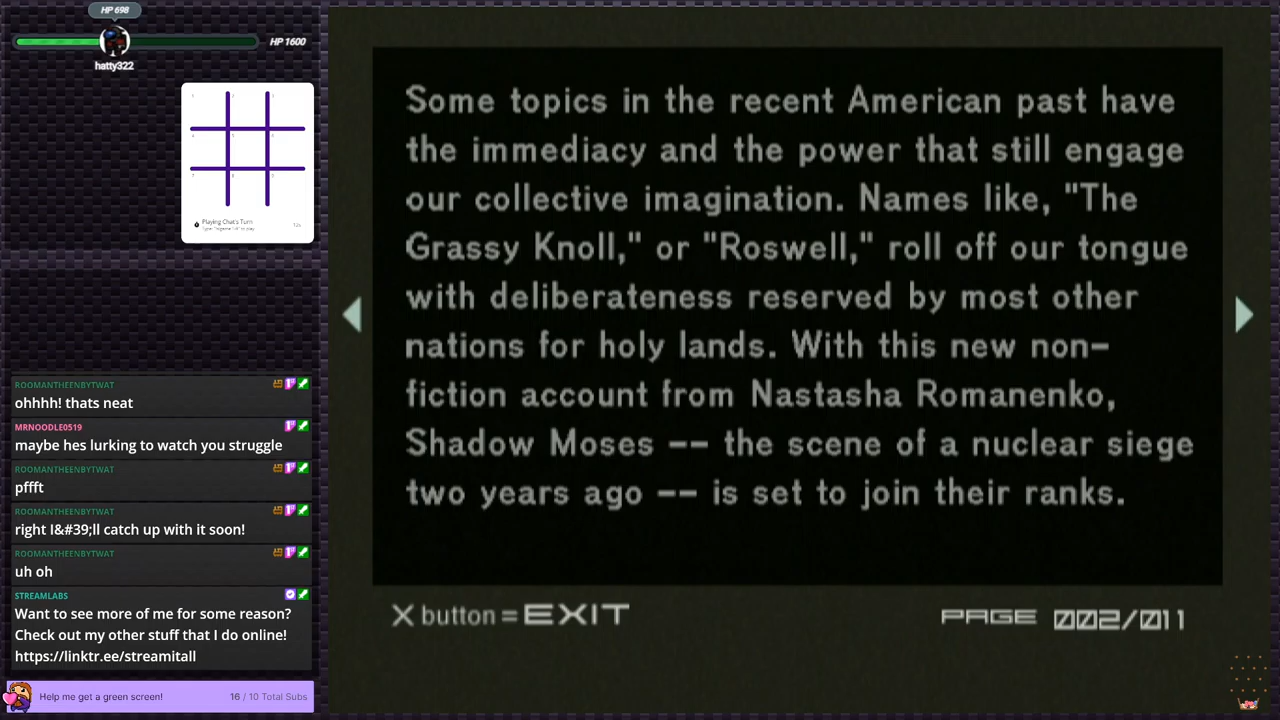 HP 698
HP 1600
hatty322
Playing Chat's Turn
12s
ROOMANTHEENBYTWAT
ohhhh! thats neat
MRNOODLE0519
maybe hes lurking to watch you struggle
ROOMANTHEENBYTWAT
pffft
ROOMANTHEENBYTWAT
right I&#39;ll catch up with it soon!
ROOMANTHEENBYTWAT
uh oh
STREAMLABS
Want to see more of me for some reason?
Check out my other stuff that I do online!
https://linktr.ee/streamitall
Help me get a green screen!
16 / 10 Total Subs
Some topics in the recent American past have
the immediacy and the power that still engage
our collective imagination. Names like, "The
Grassy Knoll," or "Roswell," roll off our tongue
with deliberateness reserved by most other
nations for holy lands. With this new non-
fiction account from Nastasha Romanenko,
Shadow Moses -- the scene of a nuclear siege
two years ago -- is set to join their ranks.
X button = EXIT
PAGE 002/011